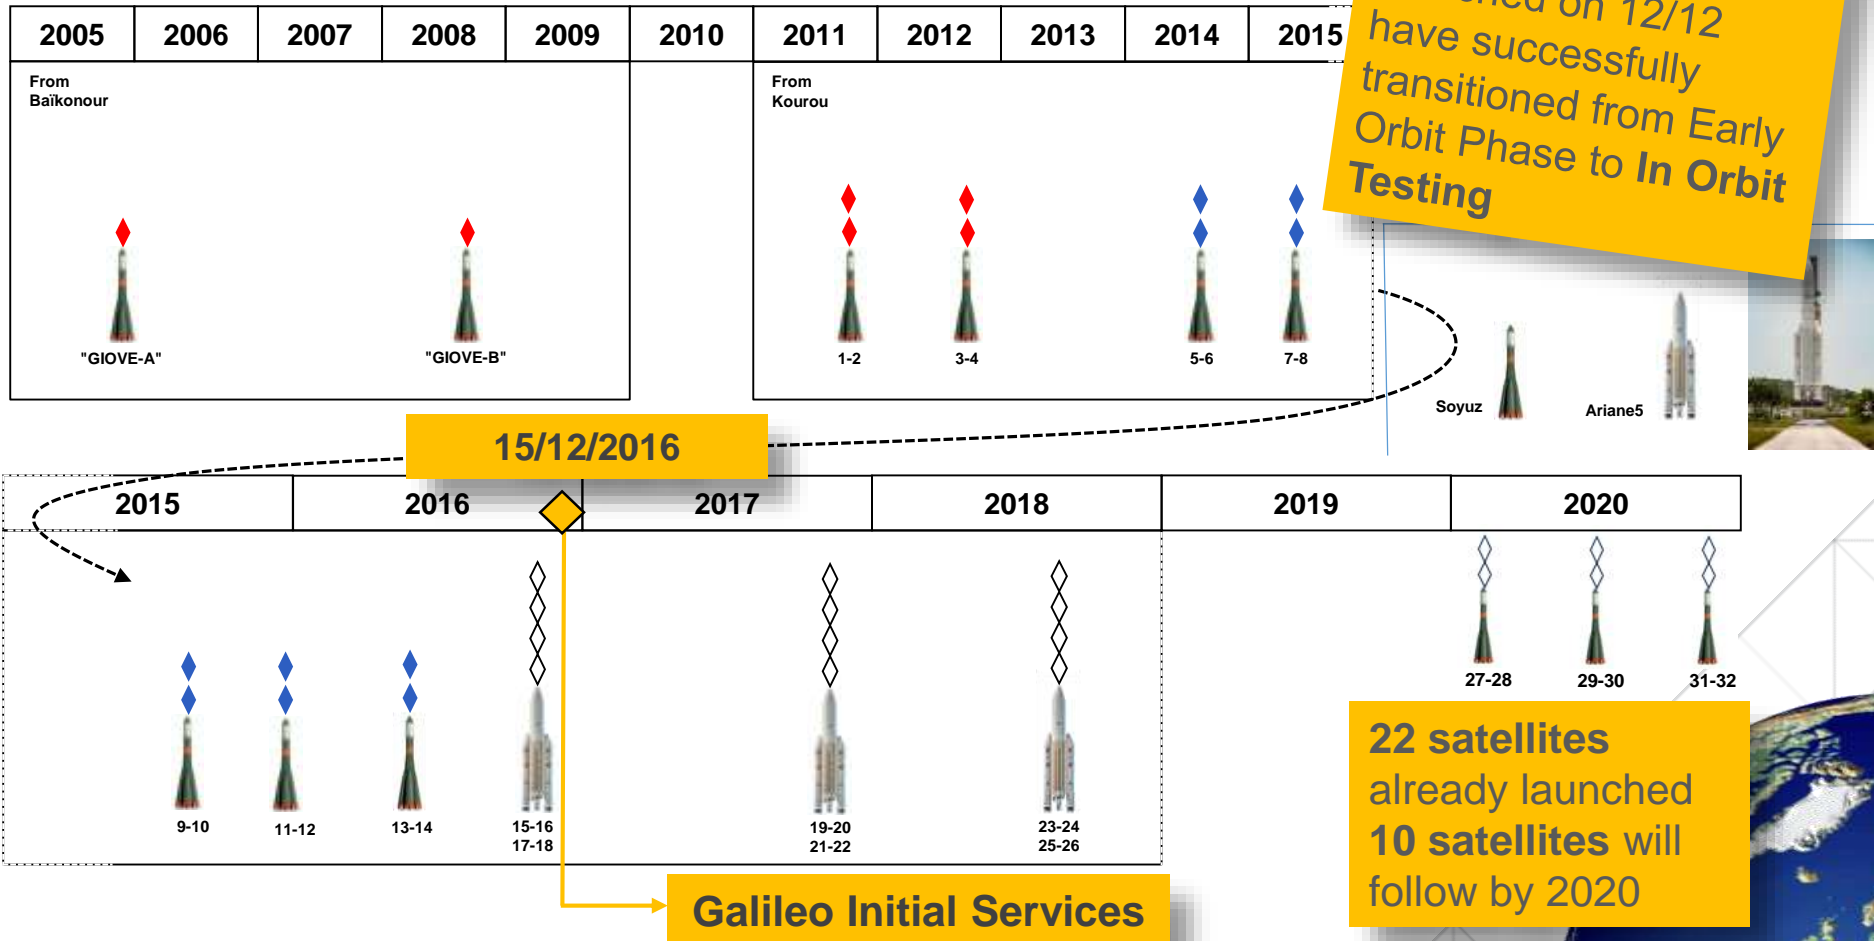 2005 2006 2007 2008 2009 2010 2011 2012 2013 2014 2015
on 12/12
have successfully
transitioned from Early
Orbit Phase to In Orbit
Testing
From
Baïkonour
From
Kourou
"GIOVE-A" "GIOVE-B" 1-2 3-4 5-6 7-8
Soyuz Ariane5
15/12/2016
2015 2016 2017 2018 2019 2020
27-28 29-30 31-32
9-10 11-12 13-14 15-16 19-20 23-24
17-18 21-22 25-26
22 satellites
already launched
10 satellites will
follow by 2020
Galileo Initial Services